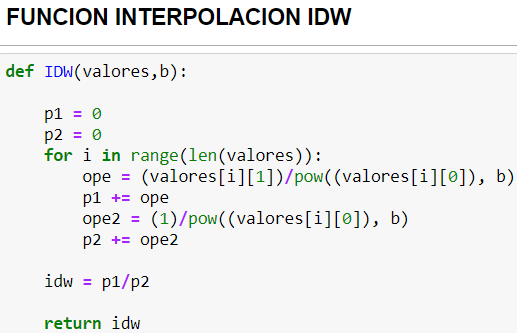 FUNCION INTERPOLACION IDW
def IDW(valores,b):
    p1 = 0
    p2 = 0
    for i in range(len(valores)):
        ope = (valores[i][1])/pow((valores[i][0]), b)
        p1 += ope
        ope2 = (1)/pow((valores[i][0]), b)
        p2 += ope2
    idw = p1/p2
    return idw